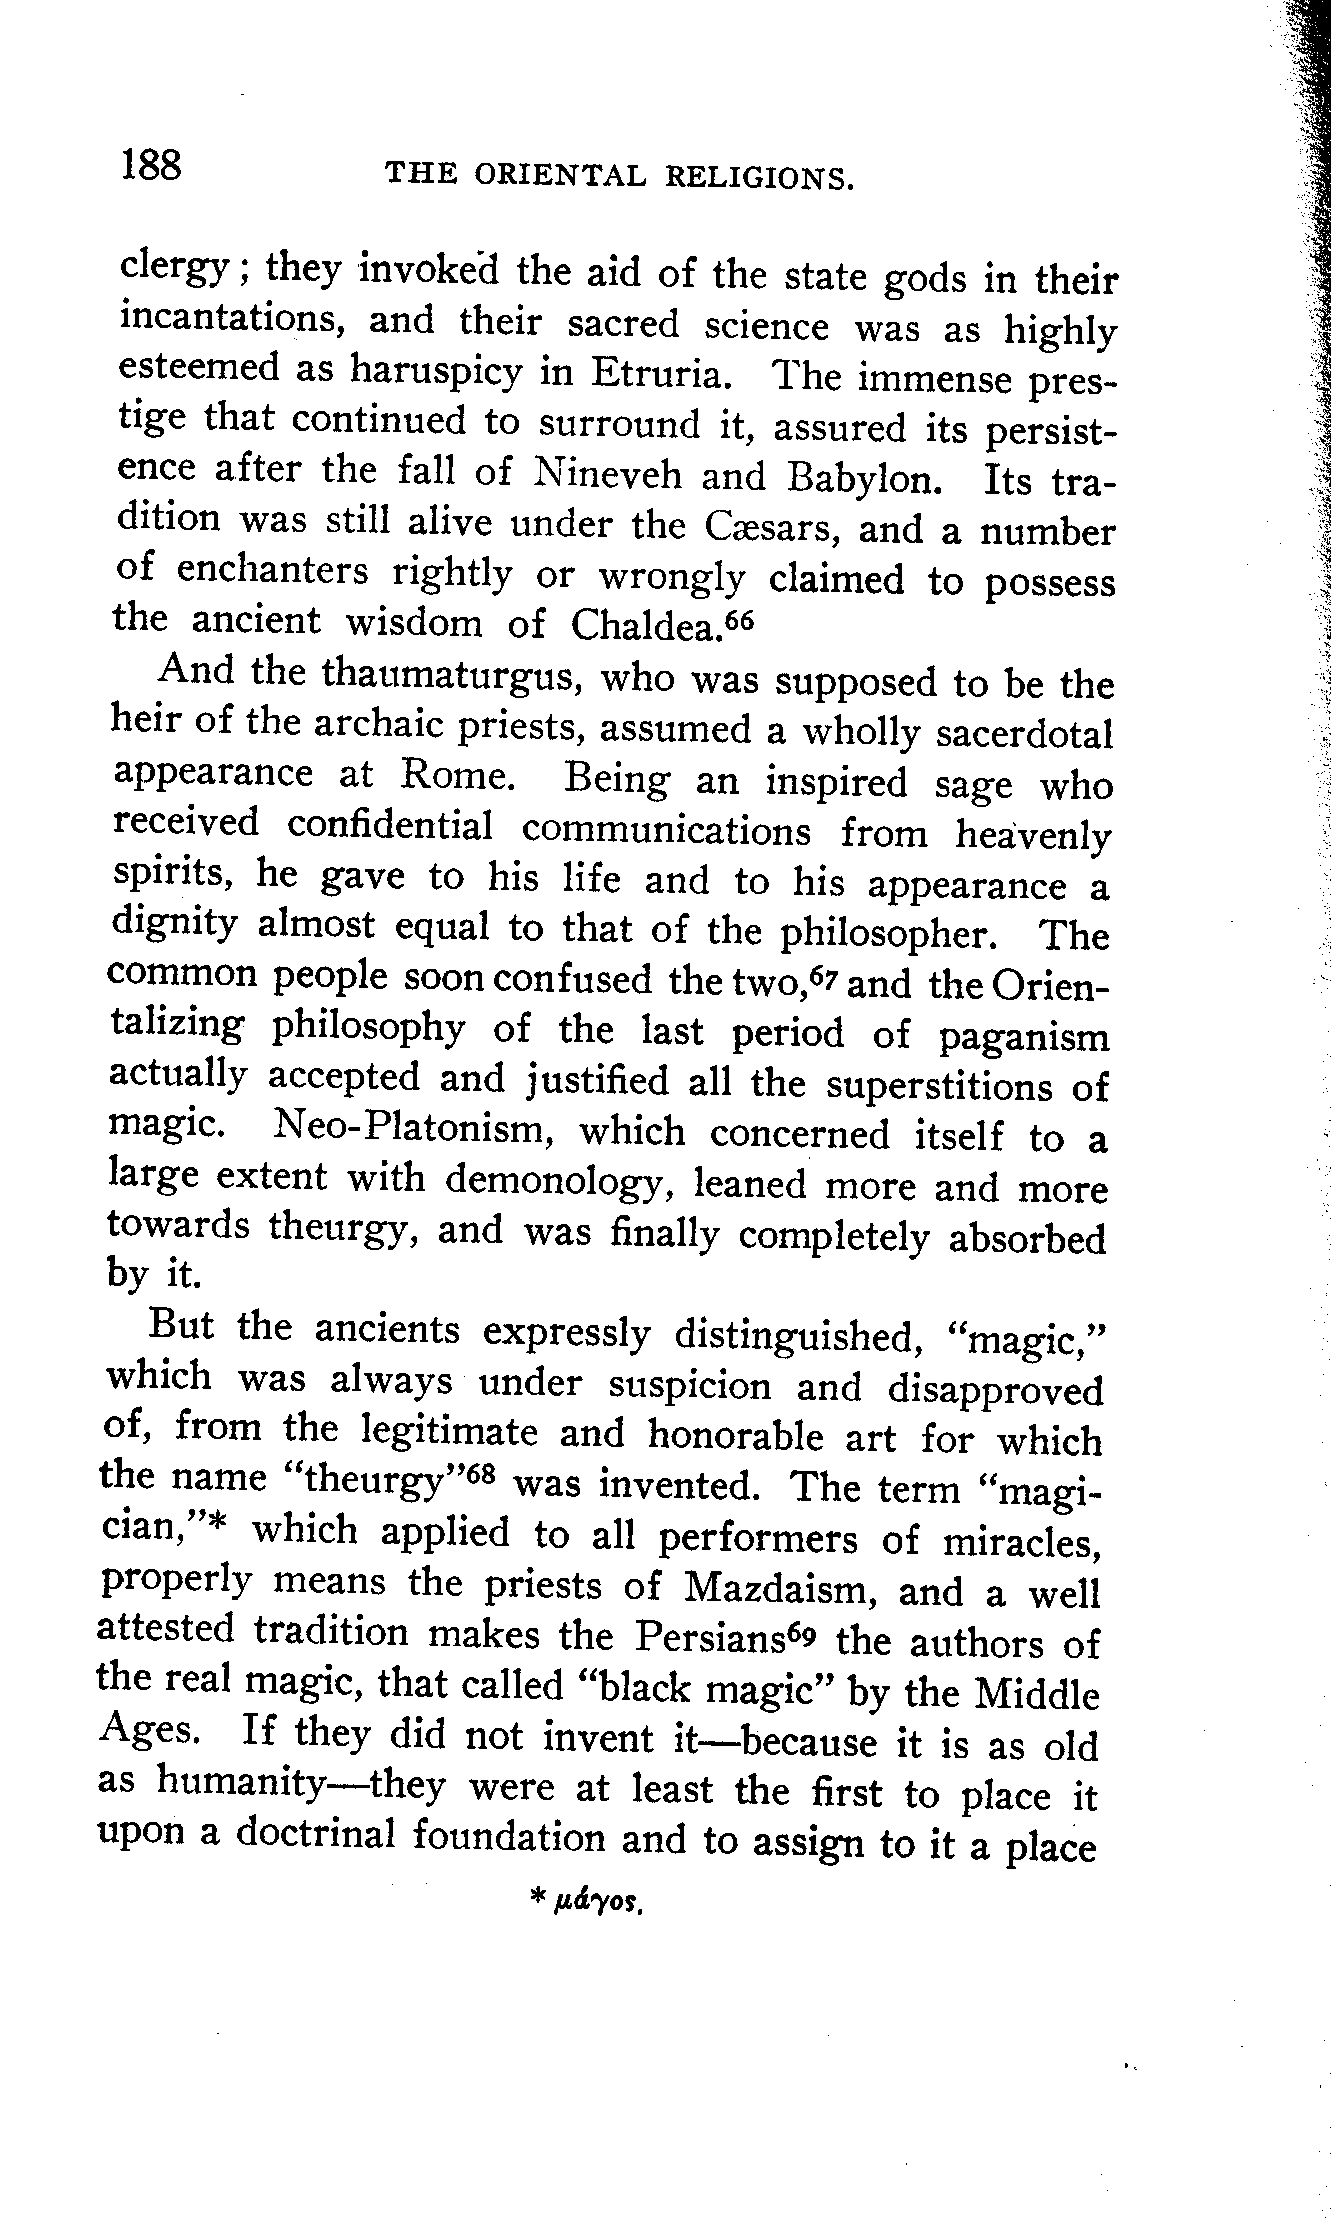 188
THE ORIENTAL RELIGIONS.
clergy; they invoked the aid of the state gods in their
incantations, and their sacred science was as highly
esteemed as haruspicy in Etruria. The immense pres-
tige that continued to surround it, assured its persist-
ence after the fall of Nineveh and Babylon. Its tra-
dition was still alive under the Cæsars, and a number
of enchanters rightly or wrongly claimed to possess
the ancient wisdom of Chaldea.⁶⁶
And the thaumaturgus, who was supposed to be the
heir of the archaic priests, assumed a wholly sacerdotal
appearance at Rome. Being an inspired sage who
received confidential communications from heavenly
spirits, he gave to his life and to his appearance a
dignity almost equal to that of the philosopher. The
common people soon confused the two,⁶⁷ and the Orien-
talizing philosophy of the last period of paganism
actually accepted and justified all the superstitions of
magic. Neo-Platonism, which concerned itself to a
large extent with demonology, leaned more and more
towards theurgy, and was finally completely absorbed
by it.
But the ancients expressly distinguished, "magic,"
which was always under suspicion and disapproved
of, from the legitimate and honorable art for which
the name "theurgy"⁶⁸ was invented. The term "magi-
cian,"* which applied to all performers of miracles,
properly means the priests of Mazdaism, and a well
attested tradition makes the Persians⁶⁹ the authors of
the real magic, that called "black magic" by the Middle
Ages. If they did not invent it—because it is as old
as humanity—they were at least the first to place it
upon a doctrinal foundation and to assign to it a place
* μάγος.